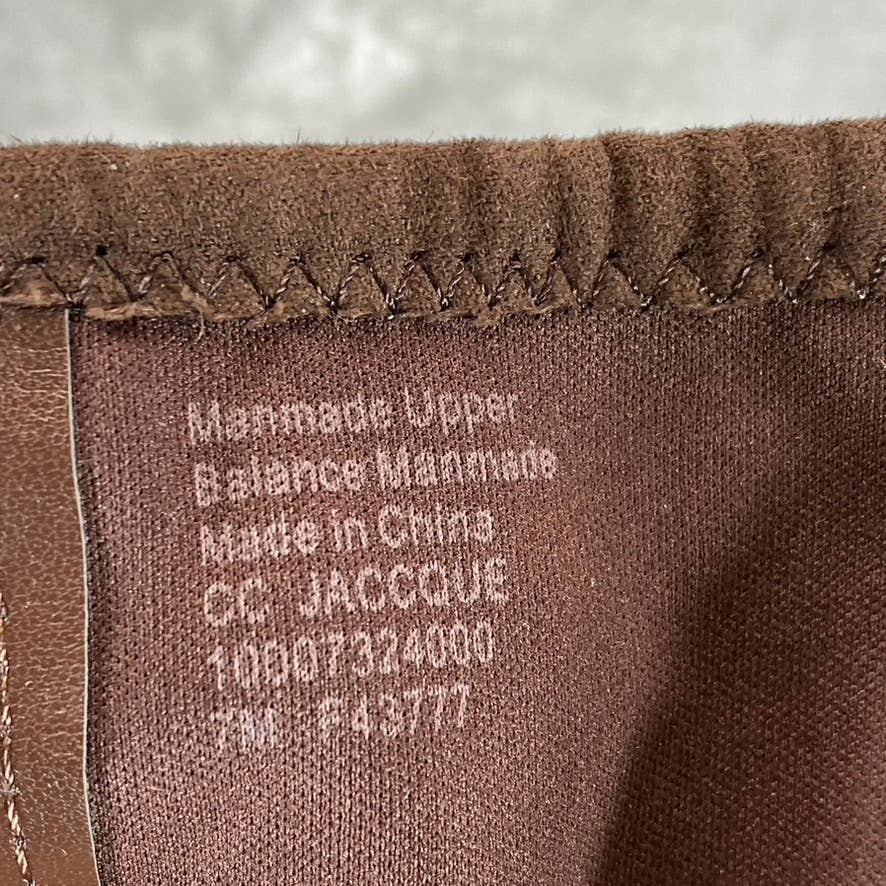 Manmade Upper
Balance Manmade
Made in China
CC JACCQUE
10007324000
7M F43777